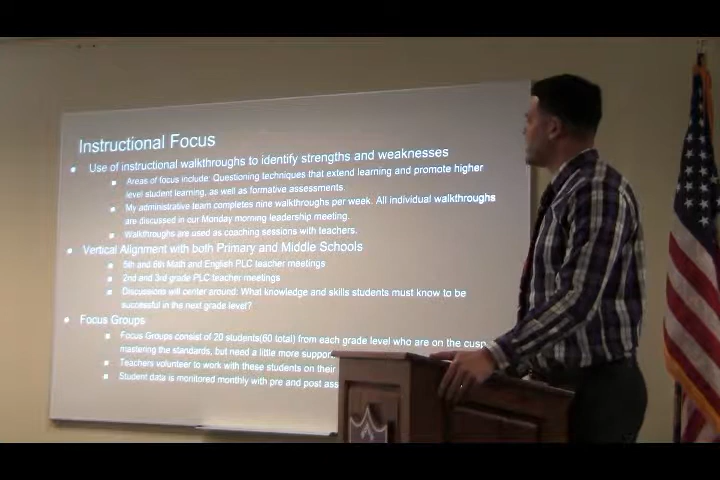 Instructional Focus
Use of instructional walkthroughs to identify strengths and weaknesses
Areas of focus include: Questioning techniques that extend learning and promote higher
level student learning, as well as formative assessments.
My administrative team completes nine walkthroughs per week. All individual walkthroughs
are discussed in our Monday morning leadership meeting.
Walkthroughs are used as coaching sessions with teachers.
Vertical Alignment with both Primary and Middle Schools
5th and 6th Math and English PLC teacher meetings
2nd and 3rd grade PLC teacher meetings
Discussions will center around: What knowledge and skills students must know to be
successful in the next grade level?
Focus Groups
Focus Groups consist of 20 students(60 total) from each grade level who are on the cusp
mastering the standards, but need a little more support.
Teachers volunteer to work with these students on their
Student data is monitored monthly with pre and post